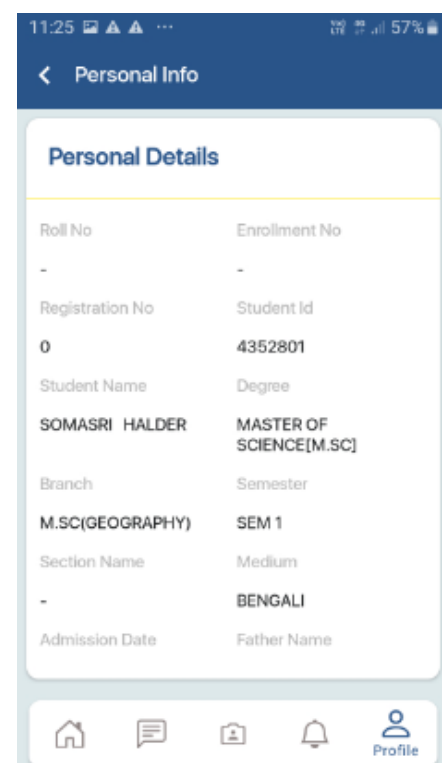 11:25 57%
Personal Info
Personal Details
Roll No Enrollment No
- -
Registration No Student Id
0 4352801
Student Name Degree
SOMASRI HALDER MASTER OF
SCIENCE[M.SC]
Branch Semester
M.SC(GEOGRAPHY) SEM 1
Section Name Medium
- BENGALI
Admission Date Father Name
Profile